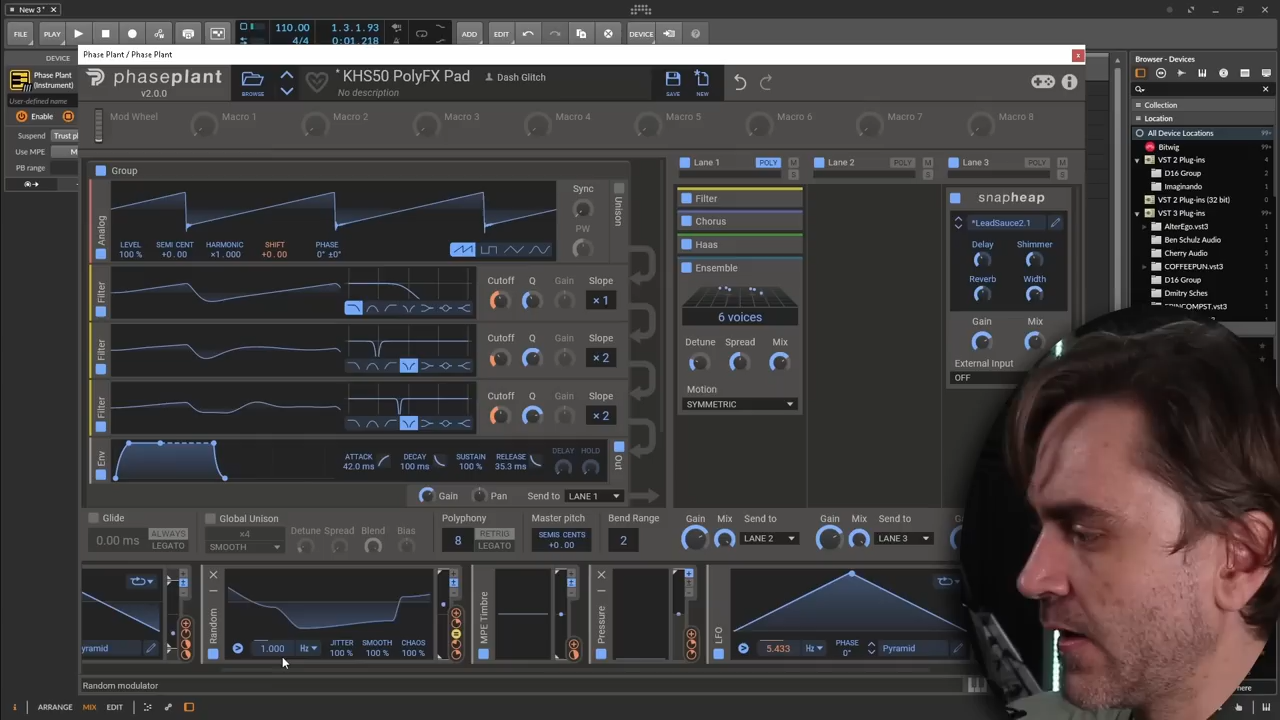 New 3 *
FILE
PLAY
110.00
4/4
1.3.1.93
0:01.218
ADD
EDIT
DEVICE
DEVICE
Phase Plant
(Instrument)
User-defined name
Enable
Suspend
Trust pl
Use MPE
M
PB range
Phase Plant / Phase Plant
x
phaseplant
v2.0.0
BROWSE
* KHS50 PolyFX Pad
Dash Glitch
No description
SAVE
NEW
Mod Wheel
Macro 1
Macro 2
Macro 3
Macro 4
Macro 5
Macro 6
Macro 7
Macro 8
Group
Analog
LEVEL
100 %
SEMI CENT
+0.00
HARMONIC
×1.000
SHIFT
+0.00
PHASE
0° ±0°
Sync
PW
Unison
Filter
Cutoff
Q
Gain
Slope
× 1
Filter
Cutoff
Q
Gain
Slope
× 2
Filter
Cutoff
Q
Gain
Slope
× 2
Env
ATTACK
42.0 ms
DECAY
100 ms
SUSTAIN
100 %
RELEASE
35.3 ms
DELAY
HOLD
Out
Gain
Pan
Send to
LANE 1
Lane 1
POLY
M
S
Filter
Chorus
Haas
Ensemble
6 voices
Detune
Spread
Mix
Motion
SYMMETRIC
Lane 2
POLY
M
S
Lane 3
POLY
M
S
snapheap
*LeadSauce2.1
Delay
Shimmer
Reverb
Width
Gain
Mix
External Input
OFF
Glide
0.00 ms
ALWAYS
LEGATO
Global Unison
×4
SMOOTH
Detune
Spread
Blend
Bias
Polyphony
8
RETRIG
LEGATO
Master pitch
SEMIS CENTS
+0.00
Bend Range
2
Gain
Mix
Send to
LANE 2
Gain
Mix
Send to
LANE 3
yramid
Random
1.000
Hz
JITTER
100 %
SMOOTH
100 %
CHAOS
100 %
MPE Timbre
Pressure
LFO
5.433
Hz
PHASE
0°
Pyramid
Random modulator
ARRANGE
MIX
EDIT
Browser - Devices
Collection
Location
All Device Locations
99+
Bitwig
99+
VST 2 Plug-ins
4
D16 Group
1
Imaginando
VST 2 Plug-ins (32 bit)
VST 3 Plug-ins
99+
AlterEgo.vst3
Ben Schulz Audio
Cherry Audio
COFFEEPUN.vst3
D16 Group
Dmitry Sches